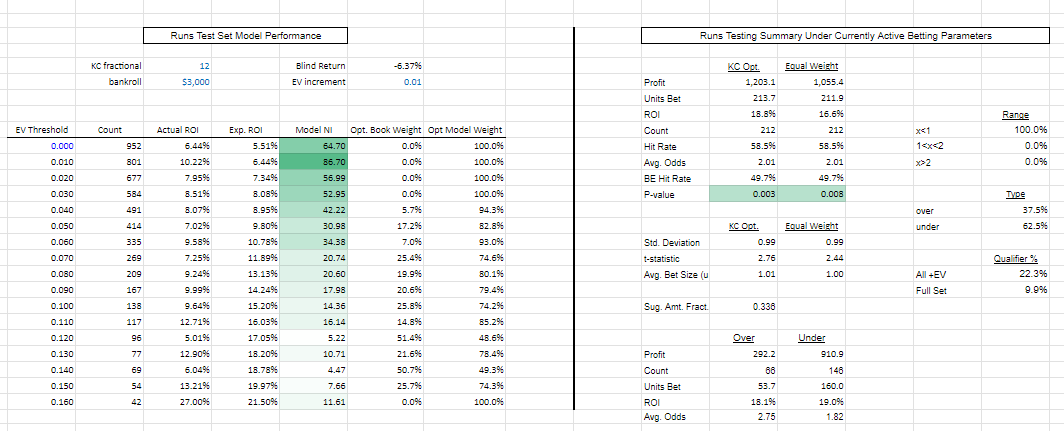 Runs Test Set Model Performance
KC fractional 12 Blind Return -6.37%
bankroll $3,000 EV increment 0.01
EV Threshold Count Actual ROI Exp. ROI Model NI Opt. Book Weight Opt Model Weight
0.000 952 6.44% 5.51% 64.70 0.0% 100.0%
0.010 801 10.22% 6.44% 86.70 0.0% 100.0%
0.020 677 7.95% 7.34% 56.99 0.0% 100.0%
0.030 584 8.51% 8.08% 52.95 0.0% 100.0%
0.040 491 8.07% 8.95% 42.22 5.7% 94.3%
0.050 414 7.02% 9.80% 30.98 17.2% 82.8%
0.060 335 9.58% 10.78% 34.38 7.0% 93.0%
0.070 269 7.25% 11.89% 20.74 25.4% 74.6%
0.080 209 9.24% 13.13% 20.60 19.9% 80.1%
0.090 167 9.99% 14.24% 17.98 20.6% 79.4%
0.100 138 9.64% 15.20% 14.36 25.8% 74.2%
0.110 117 12.71% 16.03% 16.14 14.8% 85.2%
0.120 96 5.01% 17.05% 5.22 51.4% 48.6%
0.130 77 12.90% 18.20% 10.71 21.6% 78.4%
0.140 69 6.04% 18.78% 4.47 50.7% 49.3%
0.150 54 13.21% 19.97% 7.66 25.7% 74.3%
0.160 42 27.00% 21.50% 11.61 0.0% 100.0%
Runs Testing Summary Under Currently Active Betting Parameters
KC Opt. Equal Weight
Profit 1,203.1 1,055.4
Units Bet 213.7 211.9
ROI 18.8% 16.6% Range
Count 212 212 x<1 100.0%
Hit Rate 58.5% 58.5% 1<x<2 0.0%
Avg. Odds 2.01 2.01 x>2 0.0%
BE Hit Rate 49.7% 49.7%
P-value 0.003 0.008 Type
over 37.5%
KC Opt. Equal Weight under 62.5%
Std. Deviation 0.99 0.99
t-statistic 2.76 2.44 Qualifier %
Avg. Bet Size (u 1.01 1.00 All +EV 22.3%
Full Set 9.9%
Sug. Amt. Fract. 0.336
Over Under
Profit 292.2 910.9
Count 66 146
Units Bet 53.7 160.0
ROI 18.1% 19.0%
Avg. Odds 2.75 1.82